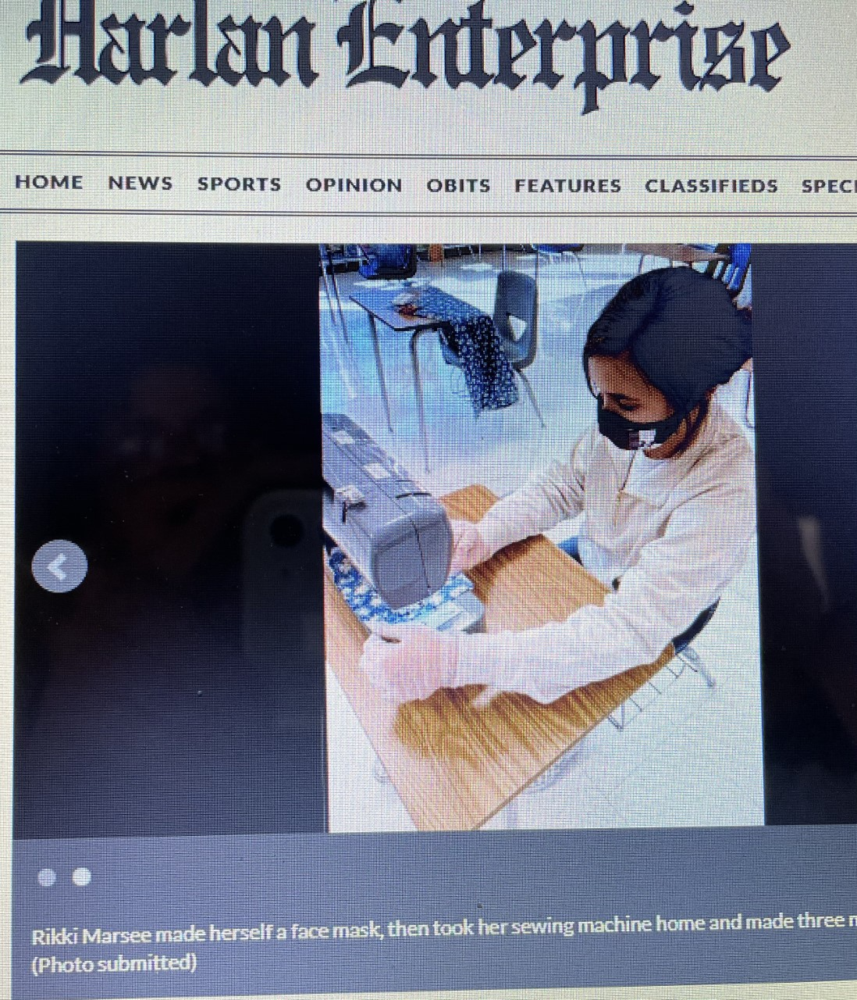 Harlan Enterprise
HOME NEWS SPORTS OPINION OBITS FEATURES CLASSIFIEDS SPECI
Rikki Marsee made herself a face mask, then took her sewing machine home and made three
(Photo submitted)